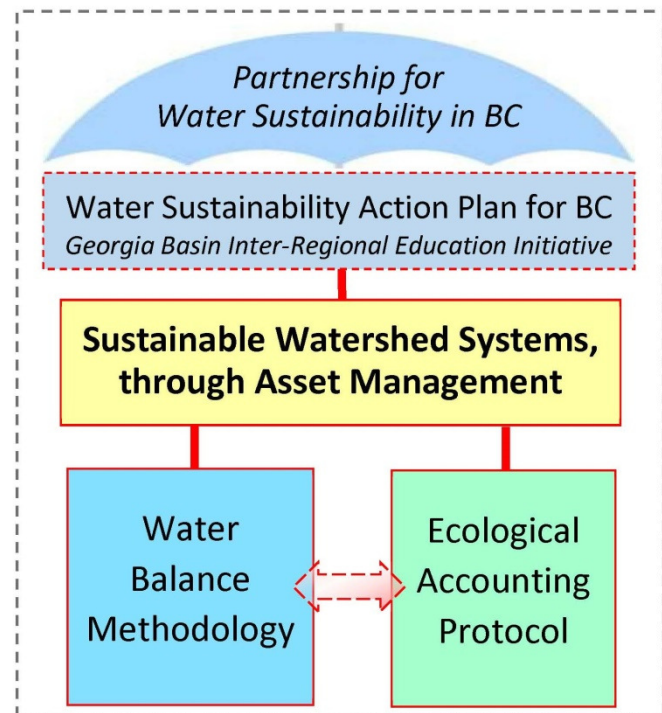 Partnership for
Water Sustainability in BC
Water Sustainability Action Plan for BC
Georgia Basin Inter-Regional Education Initiative
Sustainable Watershed Systems,
through Asset Management
Water
Balance
Methodology
Ecological
Accounting
Protocol